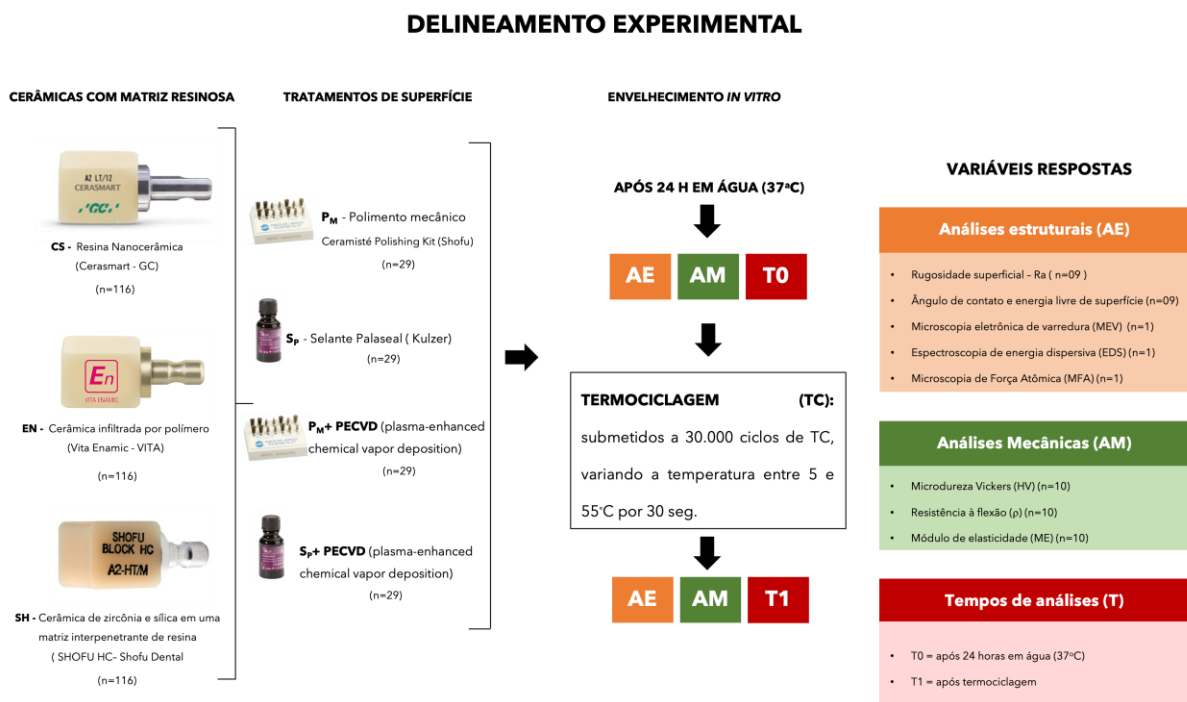 DELINEAMENTO EXPERIMENTAL
CERÂMICAS COM MATRIZ RESINOSA
A2 LT/12
CERASMART
GC
CS - Resina Nanocerâmica
(Cerasmart - GC)
(n=116)
En
VITA ENAMIC
EN - Cerâmica infiltrada por polímero
(Vita Enamic - VITA)
(n=116)
SHOFU
BLOCK HC
A2-HT/M
SH - Cerâmica de zircônia e sílica em uma
matriz interpenetrante de resina
( SHOFU HC– Shofu Dental
(n=116)
TRATAMENTOS DE SUPERFÍCIE
PM - Polimento mecânico
Ceramisté Polishing Kit (Shofu)
(n=29)
SP - Selante Palaseal ( Kulzer)
(n=29)
PM+ PECVD (plasma-enhanced
chemical vapor deposition)
(n=29)
SP+ PECVD (plasma-enhanced
chemical vapor deposition)
(n=29)
ENVELHECIMENTO IN VITRO
APÓS 24 H EM ÁGUA (37ªC)
AE AM T0
TERMOCICLAGEM (TC):
submetidos a 30.000 ciclos de TC,
variando a temperatura entre 5 e
55°C por 30 seg.
AE AM T1
VARIÁVEIS RESPOSTAS
Análises estruturais (AE)
• Rugosidade superficial – Ra ( n=09 )
• Ângulo de contato e energia livre de superfície (n=09)
• Microscopia eletrônica de varredura (MEV) (n=1)
• Espectroscopia de energia dispersiva (EDS) (n=1)
• Microscopia de Força Atômica (MFA) (n=1)
Análises Mecânicas (AM)
• Microdureza Vickers (HV) (n=10)
• Resistência à flexão (ρ) (n=10)
• Módulo de elasticidade (ME) (n=10)
Tempos de análises (T)
• T0 = após 24 horas em água (37ºC)
• T1 = após termociclagem